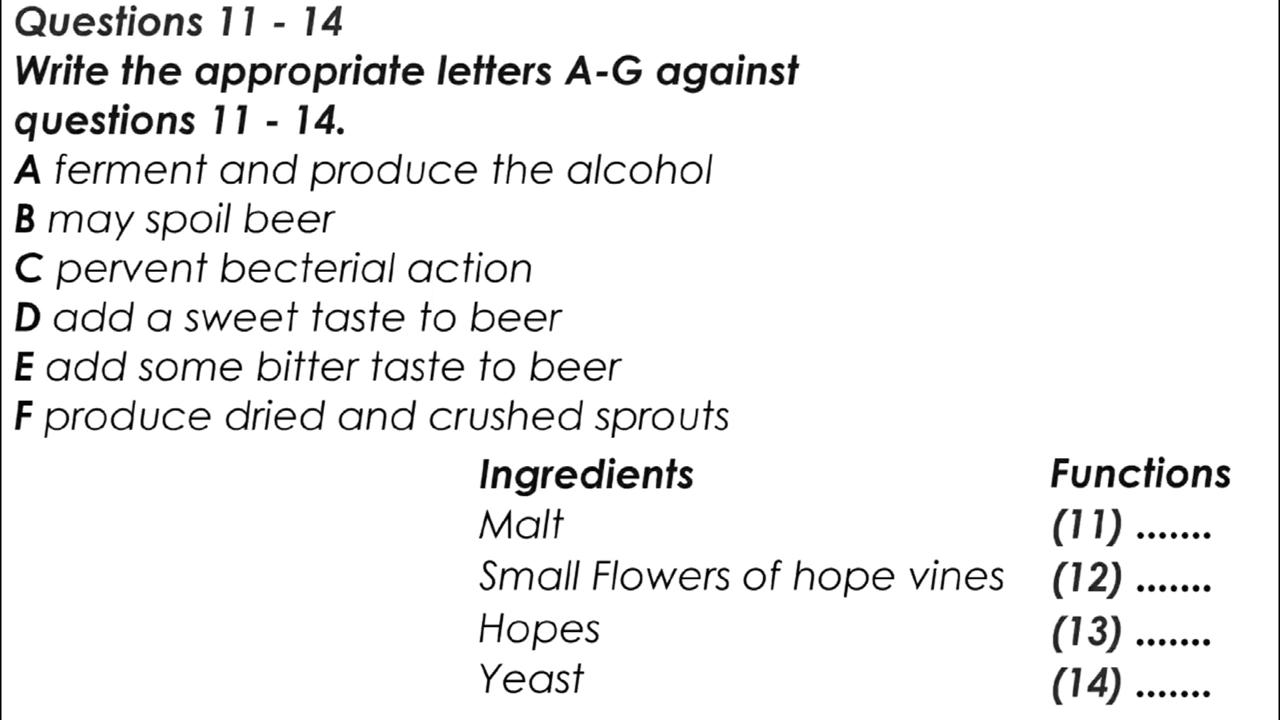 Questions 11 - 14
Write the appropriate letters A-G against
questions 11 - 14.
A ferment and produce the alcohol
B may spoil beer
C pervent becterial action
D add a sweet taste to beer
E add some bitter taste to beer
F produce dried and crushed sprouts
Ingredients Functions
Malt (11) .......
Small Flowers of hope vines (12) .......
Hopes (13) .......
Yeast (14) .......